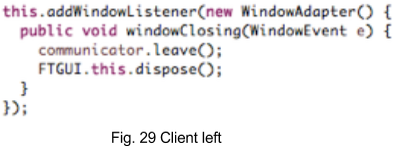 this.addWindowListener(new WindowAdapter() {
  public void windowClosing(WindowEvent e) {
    communicator.leave();
    FTGUI.this.dispose();
  }
});
Fig. 29 Client left